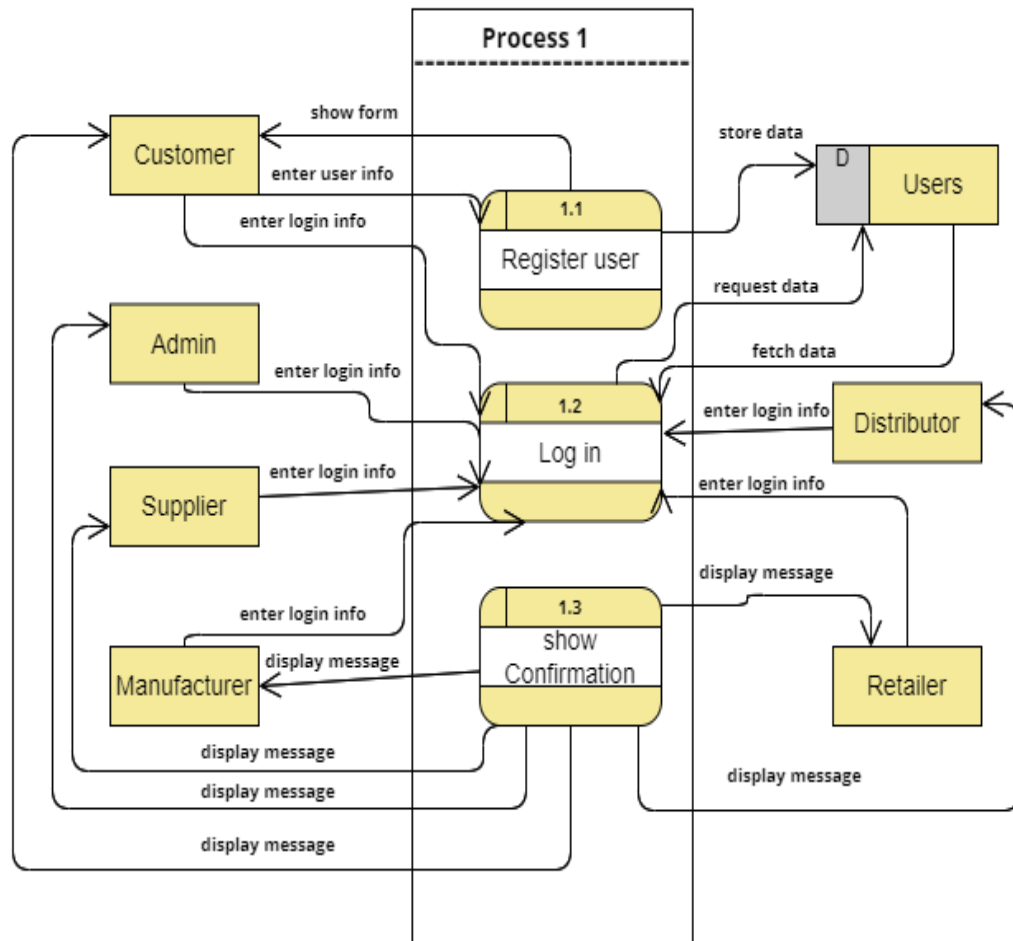 Process 1
show form
Customer
enter user info
enter login info
store data
D
Users
1.1
Register user
request data
fetch data
Admin
enter login info
1.2
Log in
enter login info
Distributor
Supplier
enter login info
enter login info
display message
1.3
show
Confirmation
enter login info
display message
Manufacturer
Retailer
display message
display message
display message
display message